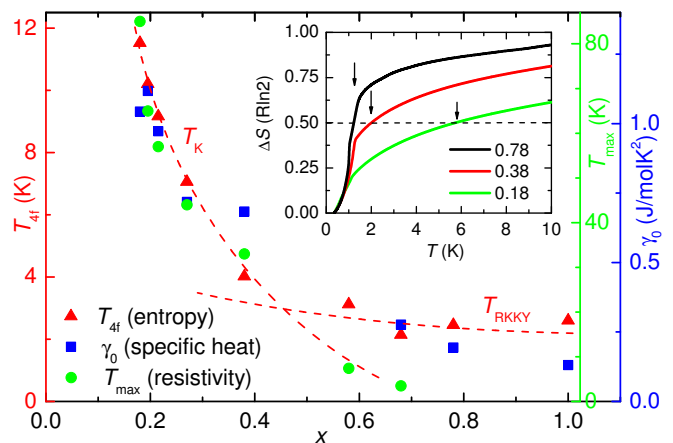 12
8
4
0
T4f (K)
TK
TRKKY
T4f (entropy)
γ0 (specific heat)
Tmax (resistivity)
0.0 0.2 0.4 0.6 0.8 1.0
x
1.00
0.75
0.50
0.25
0.00
ΔS (Rln2)
0.78
0.38
0.18
0 2 4 6 8 10
T (K)
80
40
0
Tmax (K)
1.0
0.5
0.0
γ0 (J/molK2)